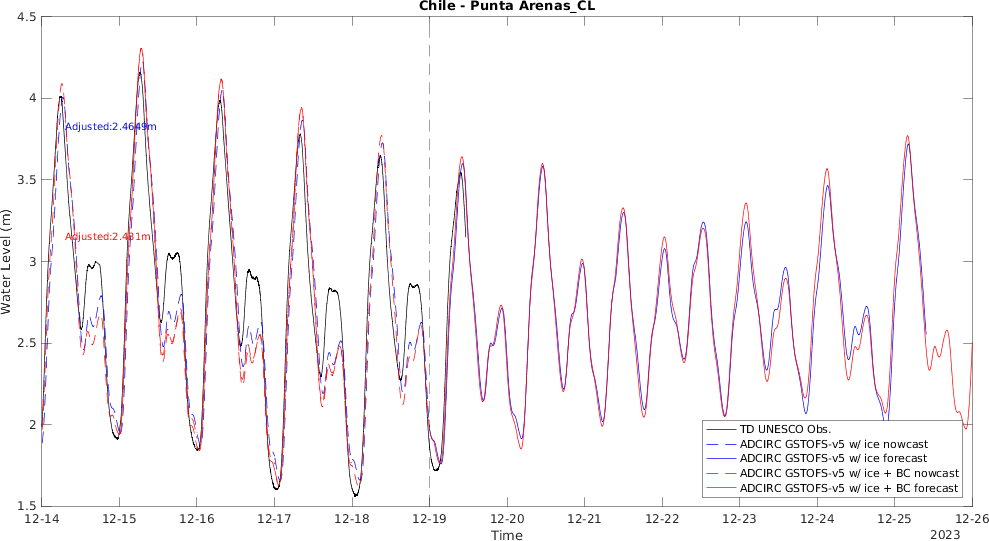 Chile - Punta Arenas_CL
4.5
4
3.5
3
2.5
2
1.5
Water Level (m)
Adjusted:2.4649m
Adjusted:2.431m
TD UNESCO Obs.
ADCIRC GSTOFS-v5 w/ ice nowcast
ADCIRC GSTOFS-v5 w/ ice forecast
ADCIRC GSTOFS-v5 w/ ice + BC nowcast
ADCIRC GSTOFS-v5 w/ ice + BC forecast
12-14 12-15 12-16 12-17 12-18 12-19 12-20 12-21 12-22 12-23 12-24 12-25 12-26
Time
2023